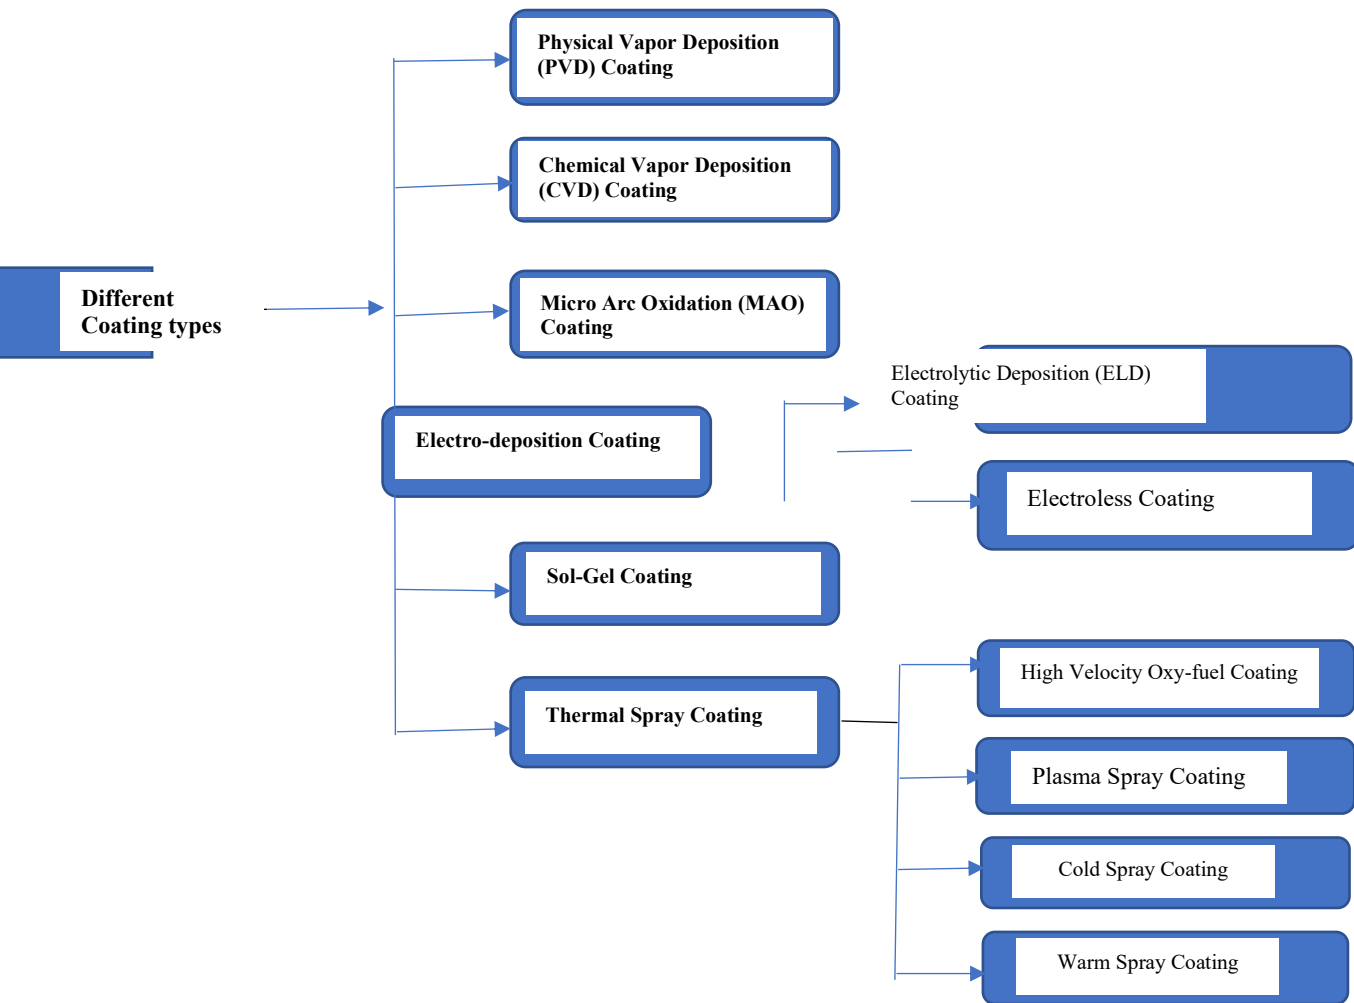 Physical Vapor Deposition
(PVD) Coating
Chemical Vapor Deposition
(CVD) Coating
Different
Coating types
Micro Arc Oxidation (MAO)
Coating
Electrolytic Deposition (ELD)
Coating
Electro-deposition Coating
Electroless Coating
Sol-Gel Coating
High Velocity Oxy-fuel Coating
Thermal Spray Coating
Plasma Spray Coating
Cold Spray Coating
Warm Spray Coating